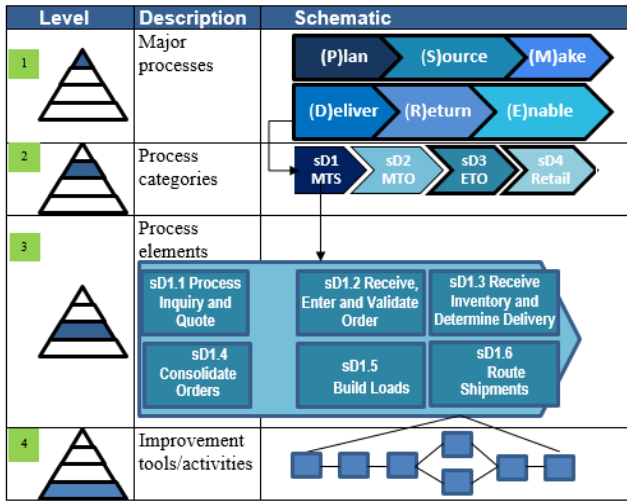 Level Description Schematic
1
Major
processes
(P)lan (S)ource (M)ake
(D)eliver (R)eturn (E)nable
2
Process
categories
sD1 sD2 sD3 sD4
MTS MTO ETO Retail
3
Process
elements
sD1.1 Process
Inquiry and
Quote
sD1.2 Receive,
Enter and Validate
Order
sD1.3 Receive
Inventory and
Determine Delivery
sD1.4
Consolidate
Orders
sD1.5
Build Loads
sD1.6
Route
Shipments
4
Improvement
tools/activities